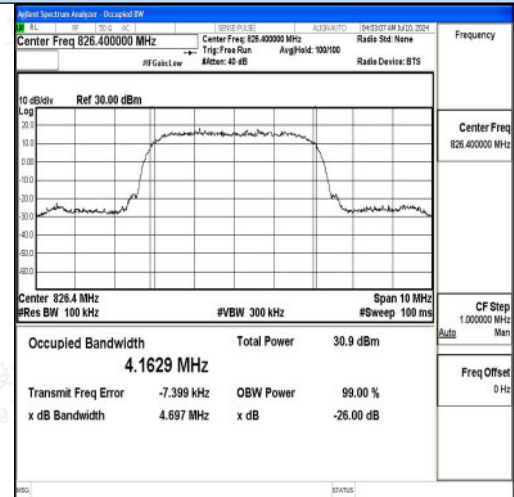 Agilent Spectrum Analyzer - Occupied BW
RL RF 50 Ω AC SENSE:PULSE ALIGN AUTO 04:03:07 AM Jul 10, 2024
Center Freq 826.400000 MHz
Center Freq: 826.400000 MHz
Radio Std: None
Trig: Free Run Avg|Hold: 100/100
#IFGain:Low #Atten: 40 dB Radio Device: BTS
Frequency
10 dB/div Ref 30.00 dBm
Log
20.0
10.0
0.00
-10.0
-20.0
-30.0
-40.0
-50.0
-60.0
Center 826.4 MHz Span 10 MHz
#Res BW 100 kHz #VBW 300 kHz #Sweep 100 ms
Center Freq
826.400000 MHz
CF Step
1.000000 MHz
Auto Man
Freq Offset
0 Hz
Occupied Bandwidth Total Power 30.9 dBm
4.1629 MHz
Transmit Freq Error -7.399 kHz OBW Power 99.00 %
x dB Bandwidth 4.697 MHz x dB -26.00 dB
MSG STATUS